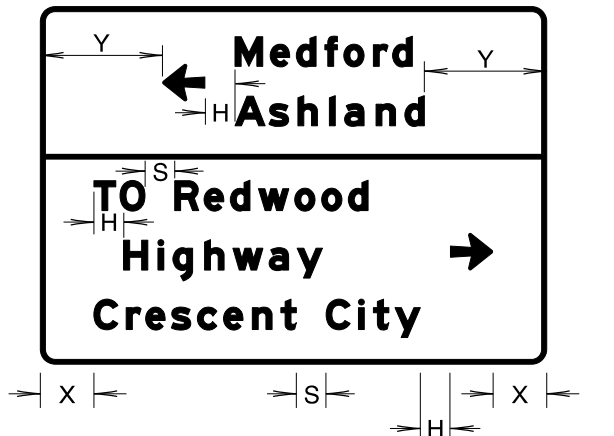 Y
Medford
Y
H
Ashland
S
TO Redwood
H
Highway
Crescent City
X
S
X
H